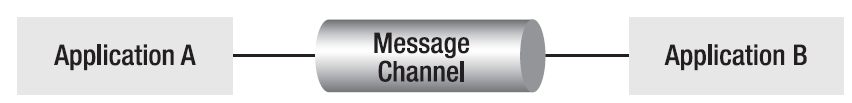 Application A
Message
Channel
Application B